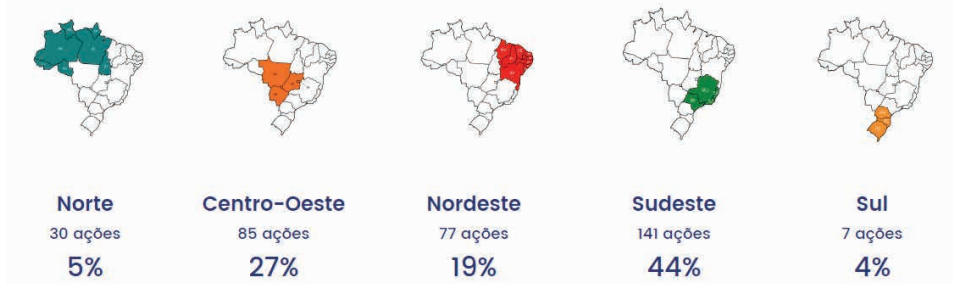 Norte
30 ações
5%
Centro-Oeste
85 ações
27%
Nordeste
77 ações
19%
Sudeste
141 ações
44%
Sul
7 ações
4%